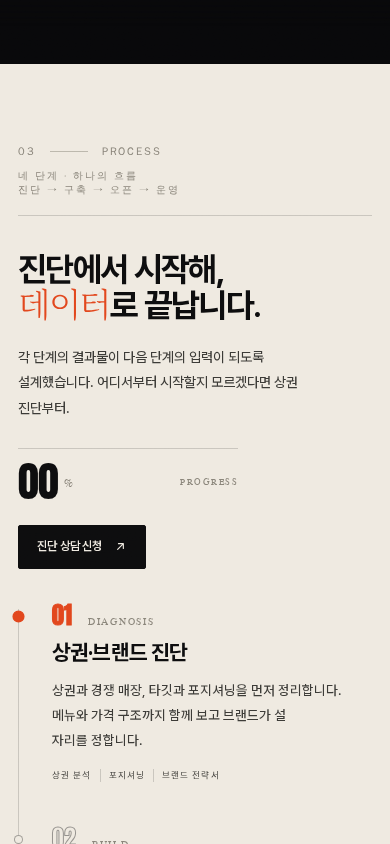 03 PROCESS
네 단계 · 하나의 흐름
진단 → 구축 → 오픈 → 운영
진단에서 시작해,
데이터로 끝납니다.
각 단계의 결과물이 다음 단계의 입력이 되도록
설계했습니다. 어디서부터 시작할지 모르겠다면 상권
진단부터.
00 % PROGRESS
진단 상담 신청 ↗
01 DIAGNOSIS
상권·브랜드 진단
상권과 경쟁 매장, 타깃과 포지셔닝을 먼저 정리합니다.
메뉴와 가격 구조까지 함께 보고 브랜드가 설
자리를 정합니다.
상권 분석 포지셔닝 브랜드 전략서
02 BUILD